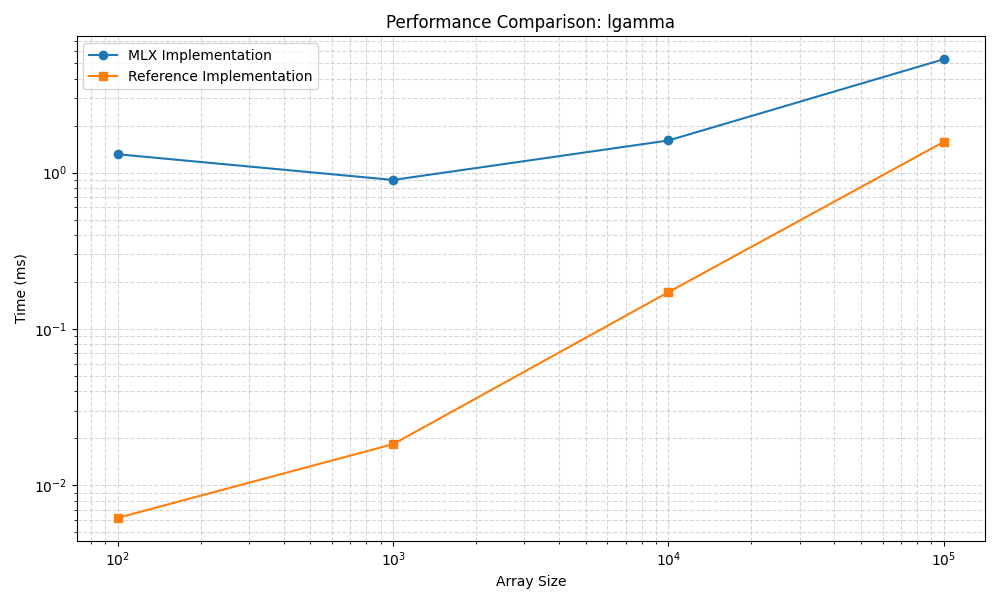 Performance Comparison: lgamma
MLX Implementation
Reference Implementation
Time (ms)
10⁰
10⁻¹
10⁻²
10² 10³ 10⁴ 10⁵
Array Size